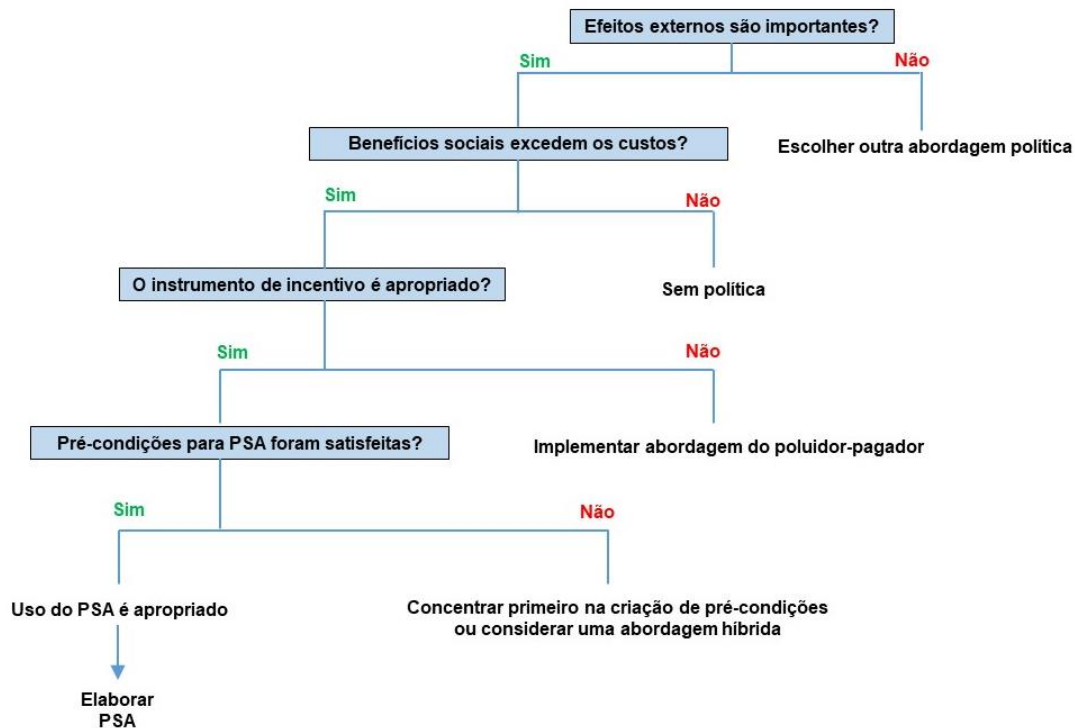 Efeitos externos são importantes?
Sim
Não
Benefícios sociais excedem os custos?
Escolher outra abordagem política
Sim
Não
O instrumento de incentivo é apropriado?
Sem política
Sim
Não
Pré-condições para PSA foram satisfeitas?
Implementar abordagem do poluidor-pagador
Sim
Não
Uso do PSA é apropriado
Concentrar primeiro na criação de pré-condições
ou considerar uma abordagem híbrida
Elaborar
PSA